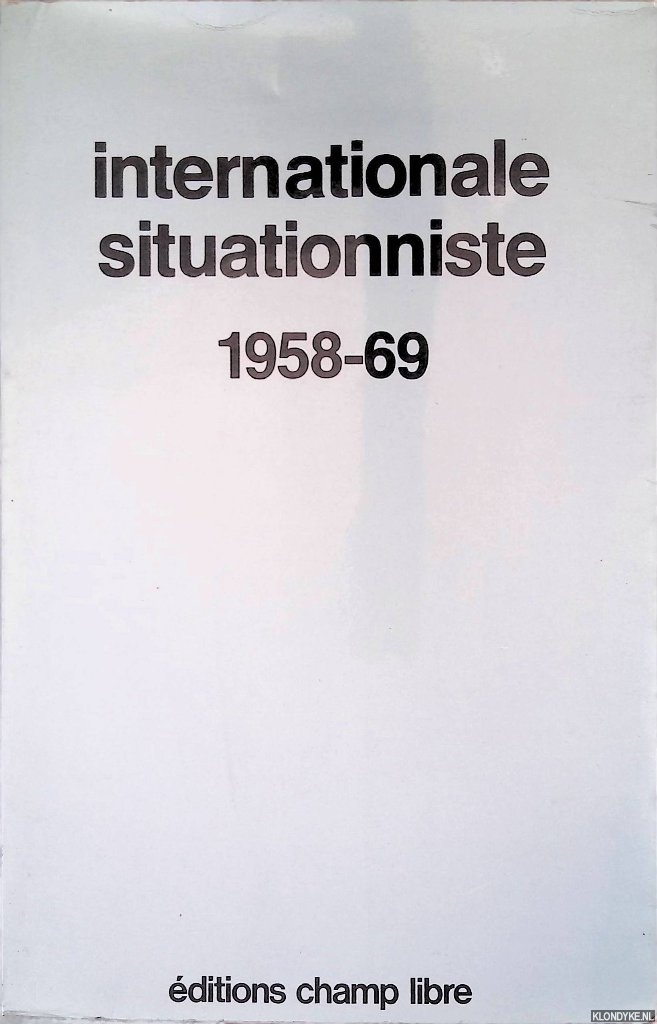 internationale
situationniste
1958-69
éditions champ libre
KLONDYKE.NL